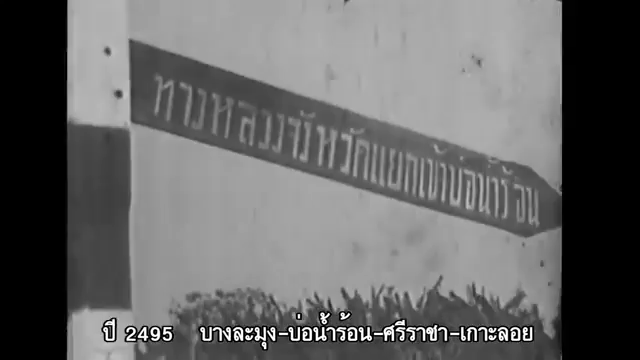 ทางหลวงจังหวัดแยกเข้าบ่อน้ำร้อน
ปี 2495 บางละมุง-บ่อน้ำร้อน-ศรีราชา-เกาะลอย